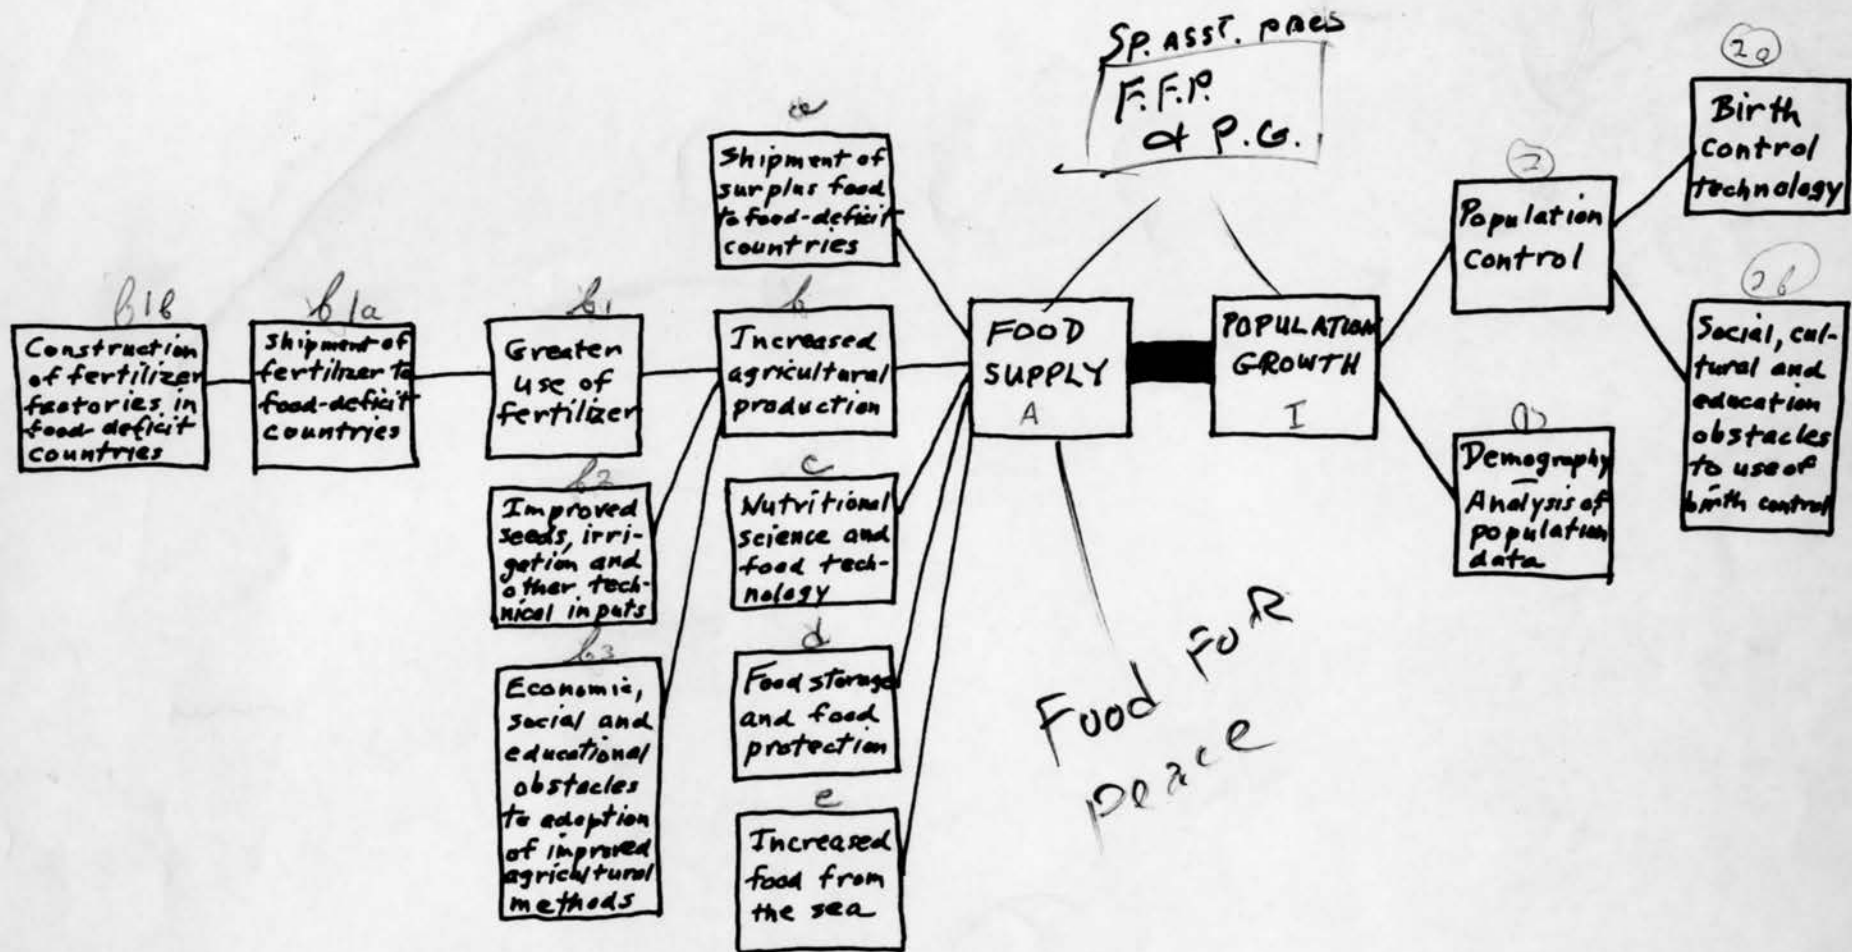 SP. ASST. PRES
F.F.P.
& P.G.
a
Shipment of
surplus food
to food-deficit
countries
b1b
Construction
of fertilizer
factories in
food-deficit
countries
b1a
Shipment of
fertilizer to
food-deficit
countries
b1
Greater
use of
fertilizer
b
Increased
agricultural
production
b2
Improved
seeds, irri-
gation and
other tech-
nical inputs
b3
Economic,
social and
educational
obstacles
to adoption
of improved
agricultural
methods
c
Nutritional
science and
food tech-
nology
d
Food storage
and food
protection
e
Increased
food from
the sea
FOOD
SUPPLY
A
POPULATION
GROWTH
I
Food FOR
peace
2
Population
control
Demography
Analysis of
population
data
2a
Birth
control
technology
2b
Social, cul-
tural and
education
obstacles
to use of
birth control